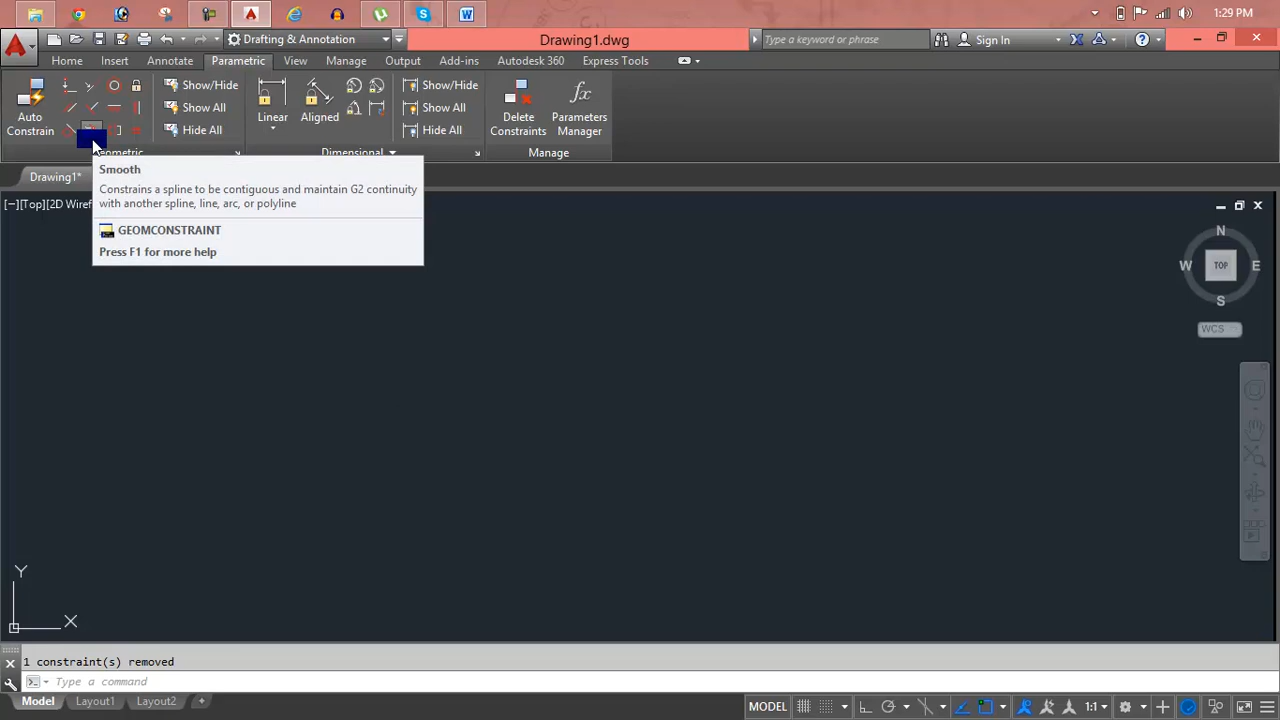 1:29 PM
Drafting & Annotation
Drawing1.dwg
Type a keyword or phrase
Sign In
Home Insert Annotate Parametric View Manage Output Add-ins Autodesk 360 Express Tools
Auto
Constrain
Show/Hide
Show All
Hide All
Linear
Aligned
Show/Hide
Show All
Hide All
Delete
Constraints
Parameters
Manager
Dimensional
Manage
Drawing1*
Smooth
Constrains a spline to be contiguous and maintain G2 continuity
with another spline, line, arc, or polyline
GEOMCONSTRAINT
Press F1 for more help
[−][Top][2D Wiref
N
W TOP E
S
WCS
Y
X
1 constraint(s) removed
Type a command
Model Layout1 Layout2 +
MODEL
1:1